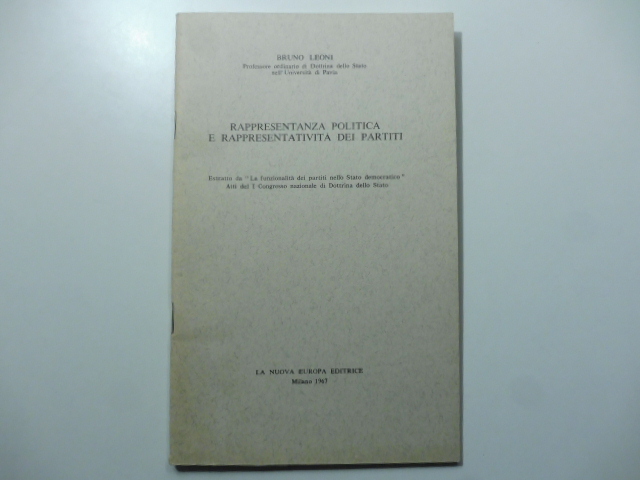 BRUNO LEONI
Professore ordinario di Dottrina dello Stato
nell'Università di Pavia
RAPPRESENTANZA POLITICA
E RAPPRESENTATIVITÀ DEI PARTITI
Estratto da "La funzionalità dei partiti nello Stato democratico"
Atti del I Congresso nazionale di Dottrina dello Stato
LA NUOVA EUROPA EDITRICE
Milano 1967